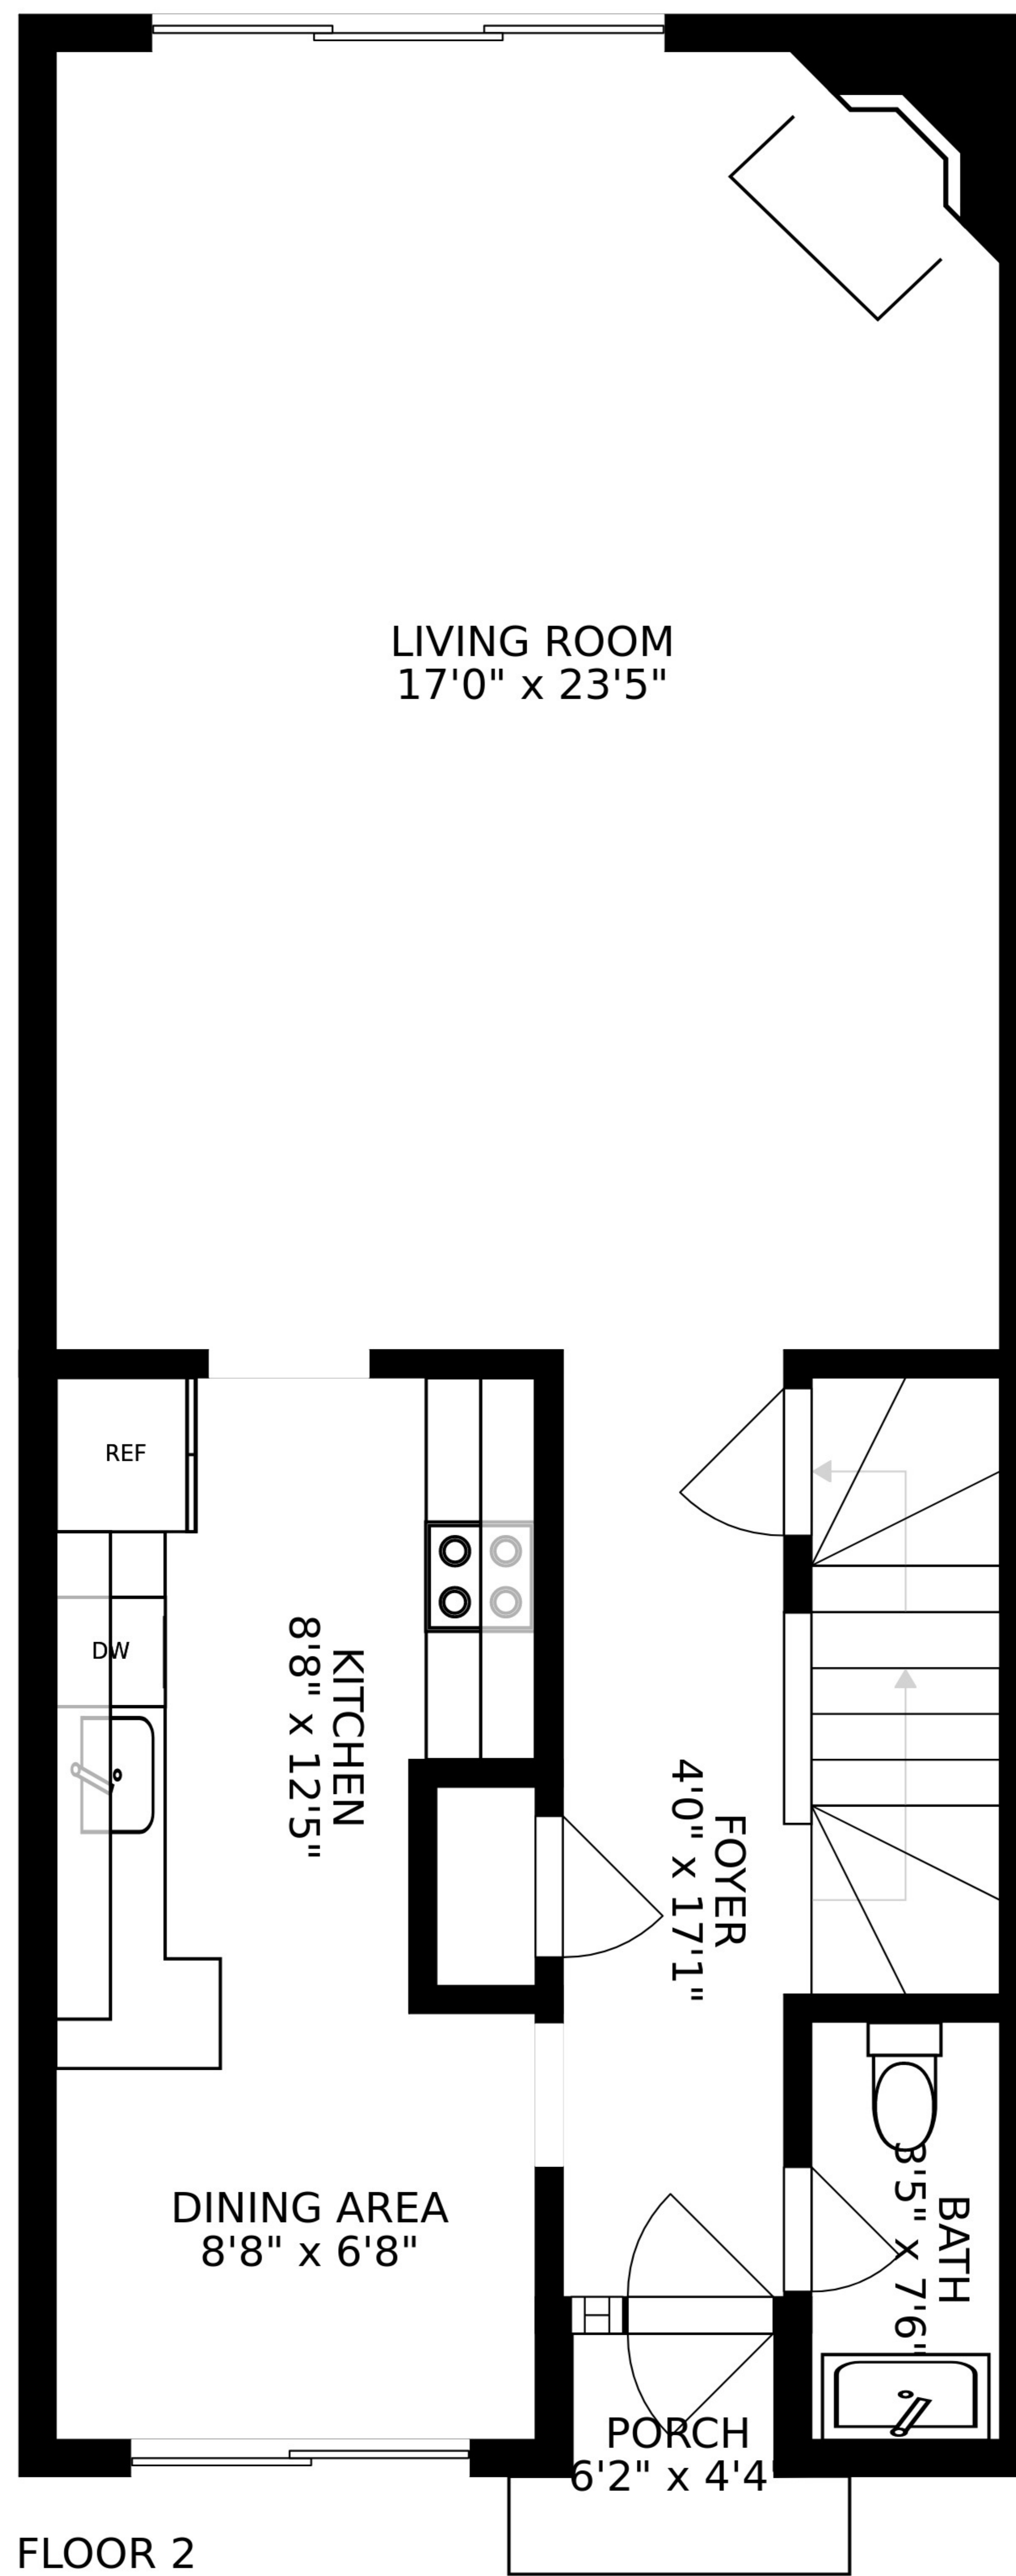 LIVING ROOM
17'0" x 23'5"
REF
DW
KITCHEN
8'8" x 12'5"
FOYER
4'0" x 17'1"
DINING AREA
8'8" x 6'8"
BATH
3'5" x 7'6"
PORCH
6'2" x 4'4
FLOOR 2